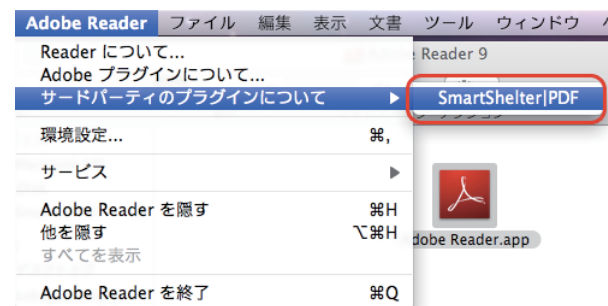 Adobe Reader ファイル 編集 表示 文書 ツール ウィンドウ
Reader について...
Reader 9
Adobe プラグインについて...
サードパーティのプラグインについて ▶
SmartShelter|PDF
環境設定... ⌘,
サービス ▶
Adobe Reader を隠す ⌘H
他を隠す ⌥⌘H
dobe Reader.app
すべてを表示
Adobe Reader を終了 ⌘Q